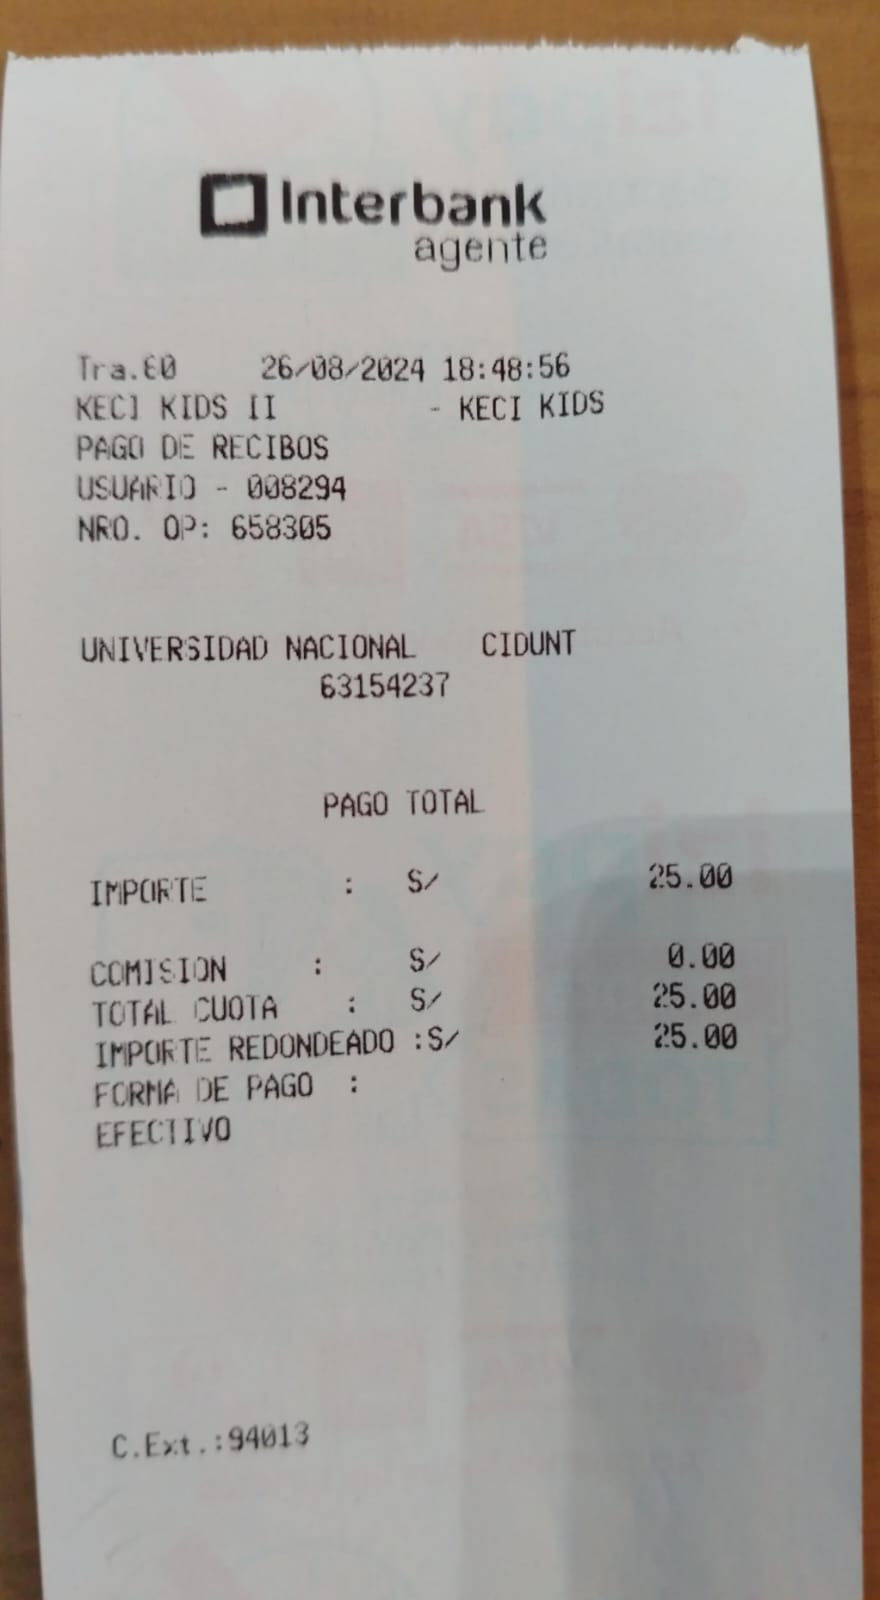 Interbank
agente
Tra.80 26/08/2024 18:48:56
KECI KIDS II - KECI KIDS
PAGO DE RECIBOS
USUARIO - 008294
NRO. OP: 658305
UNIVERSIDAD NACIONAL CIDUNT
63154237
PAGO TOTAL
IMPORTE : S/ 25.00
COMISION : S/ 0.00
TOTAL CUOTA : S/ 25.00
IMPORTE REDONDEADO :S/ 25.00
FORMA DE PAGO :
EFECTIVO
C.Ext.:94013